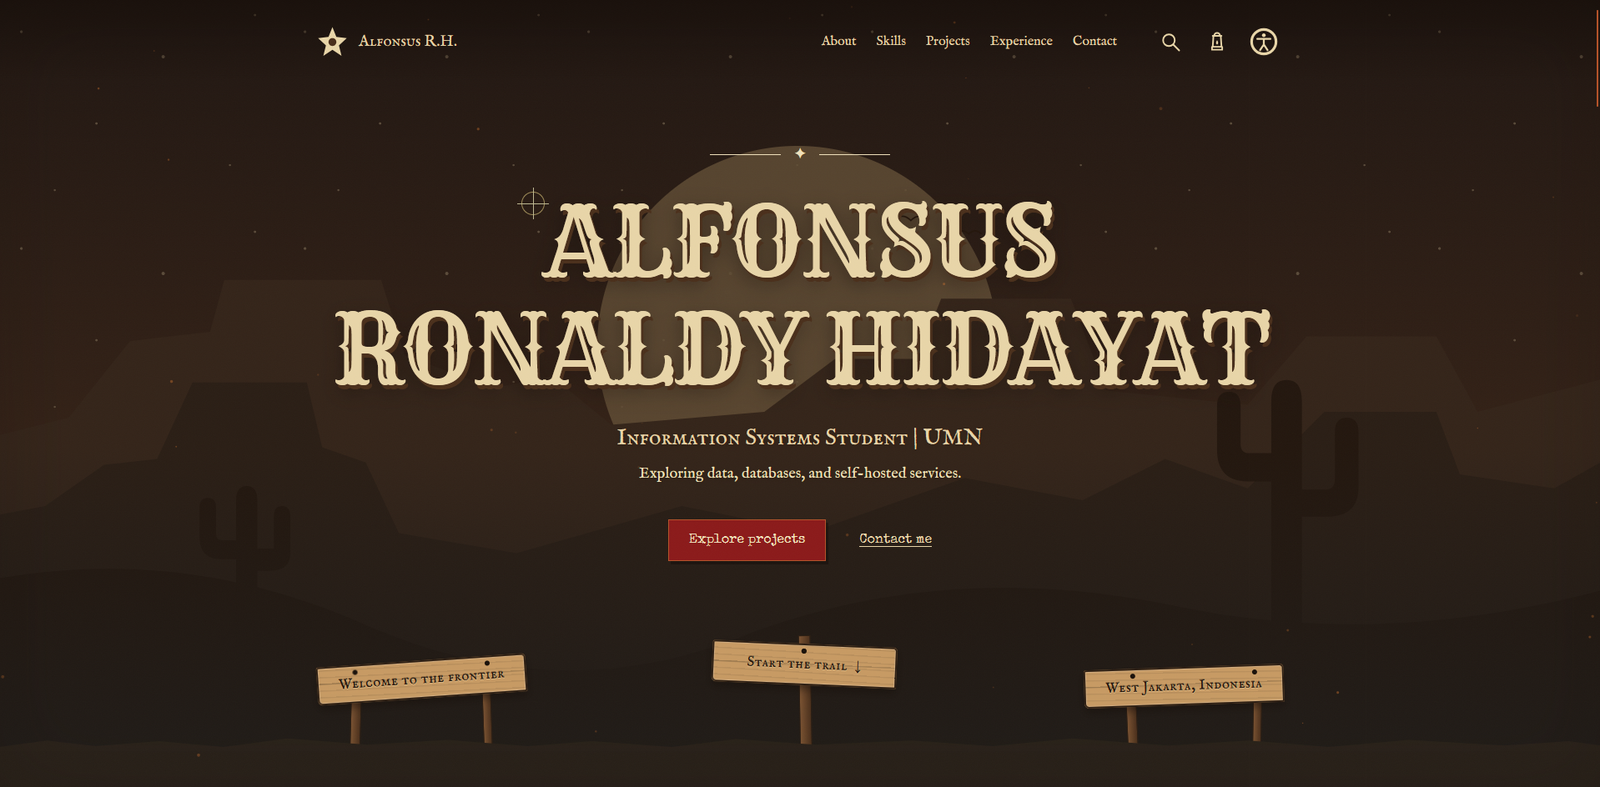 Alfonsus R.H.
About Skills Projects Experience Contact
ALFONSUS
RONALDY HIDAYAT
Information Systems Student | UMN
Exploring data, databases, and self-hosted services.
Explore projects
Contact me
Welcome to the frontier
Start the trail ↓
West Jakarta, Indonesia